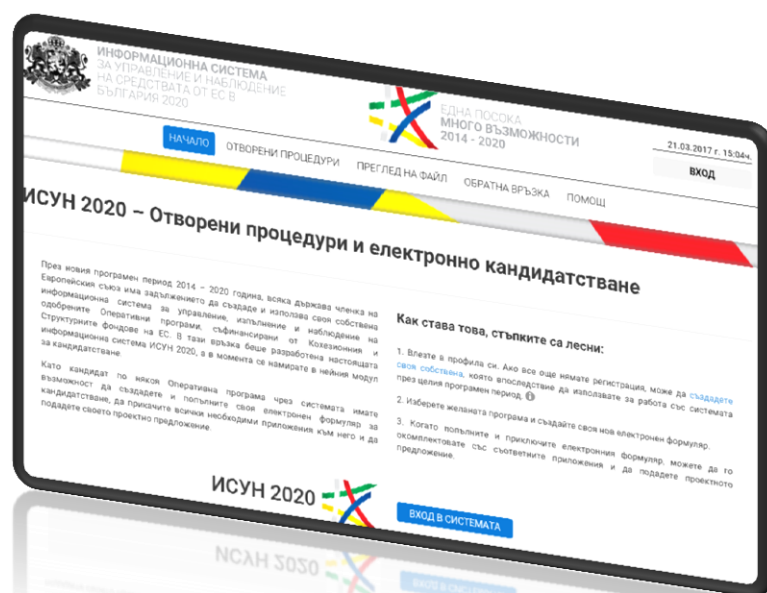 ИНФОРМАЦИОННА СИСТЕМА
ЗА УПРАВЛЕНИЕ И НАБЛЮДЕНИЕ
НА СРЕДСТВАТА ОТ ЕС В
БЪЛГАРИЯ 2020
ЕДНА ПОСОКА
МНОГО ВЪЗМОЖНОСТИ
2014 - 2020
21.03.2017 г. 15:04ч.
ВХОД
НАЧАЛО
ОТВОРЕНИ ПРОЦЕДУРИ
ПРЕГЛЕД НА ФАЙЛ
ОБРАТНА ВРЪЗКА
ПОМОЩ
ИСУН 2020 – Отворени процедури и електронно кандидатстване
През новия програмен период 2014 – 2020 година, всяка държава членка на
Европейския съюз има задължението да създаде и използва своя собствена
информационна система за управление, изпълнение и наблюдение на
одобрените Оперативни програми, съфинансирани от Кохезионния и
Структурните фондове на ЕС. В тази връзка беше разработена настоящата
информационна система ИСУН 2020, а в момента се намирате в нейния модул
за кандидатстване.
Като кандидат по някоя Оперативна програма чрез системата имате
възможност да създадете и попълните своя електронен формуляр за
кандидатстване, да прикачите всички необходими приложения към него и да
подадете своето проектно предложение.
Как става това, стъпките са лесни:
1. Влезте в профила си. Ако все още нямате регистрация, може да създадете
своя собствена, която впоследствие да използвате за работа със системата
през целия програмен период.
2. Изберете желаната програма и създайте своя нов електронен формуляр.
3. Когато попълните и приключите електронния формуляр, можете да го
окомплектовате със съответните приложения и да подадете проектното
предложение.
ИСУН 2020
ВХОД В СИСТЕМАТА